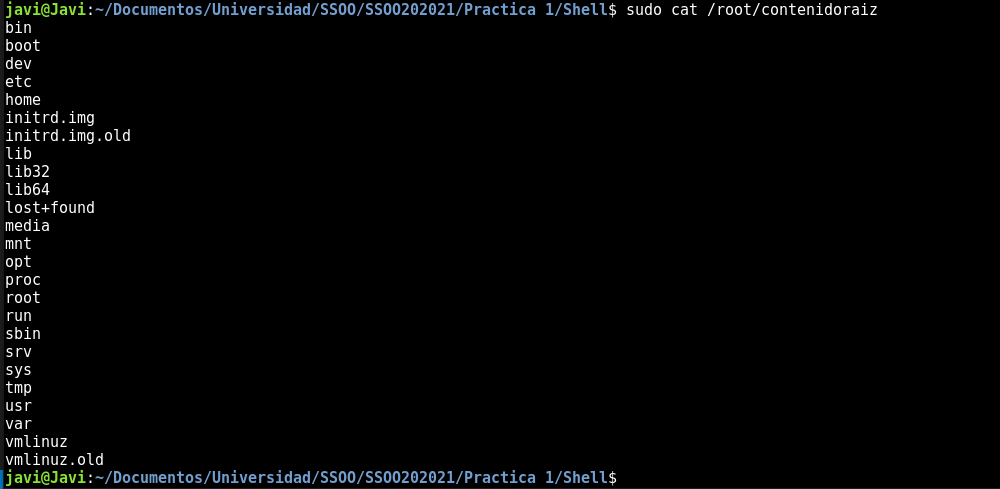 javi@Javi:~/Documentos/Universidad/SSOO/SSOO202021/Practica 1/Shell$ sudo cat /root/contenidoraiz
bin
boot
dev
etc
home
initrd.img
initrd.img.old
lib
lib32
lib64
lost+found
media
mnt
opt
proc
root
run
sbin
srv
sys
tmp
usr
var
vmlinuz
vmlinuz.old
javi@Javi:~/Documentos/Universidad/SSOO/SSOO202021/Practica 1/Shell$